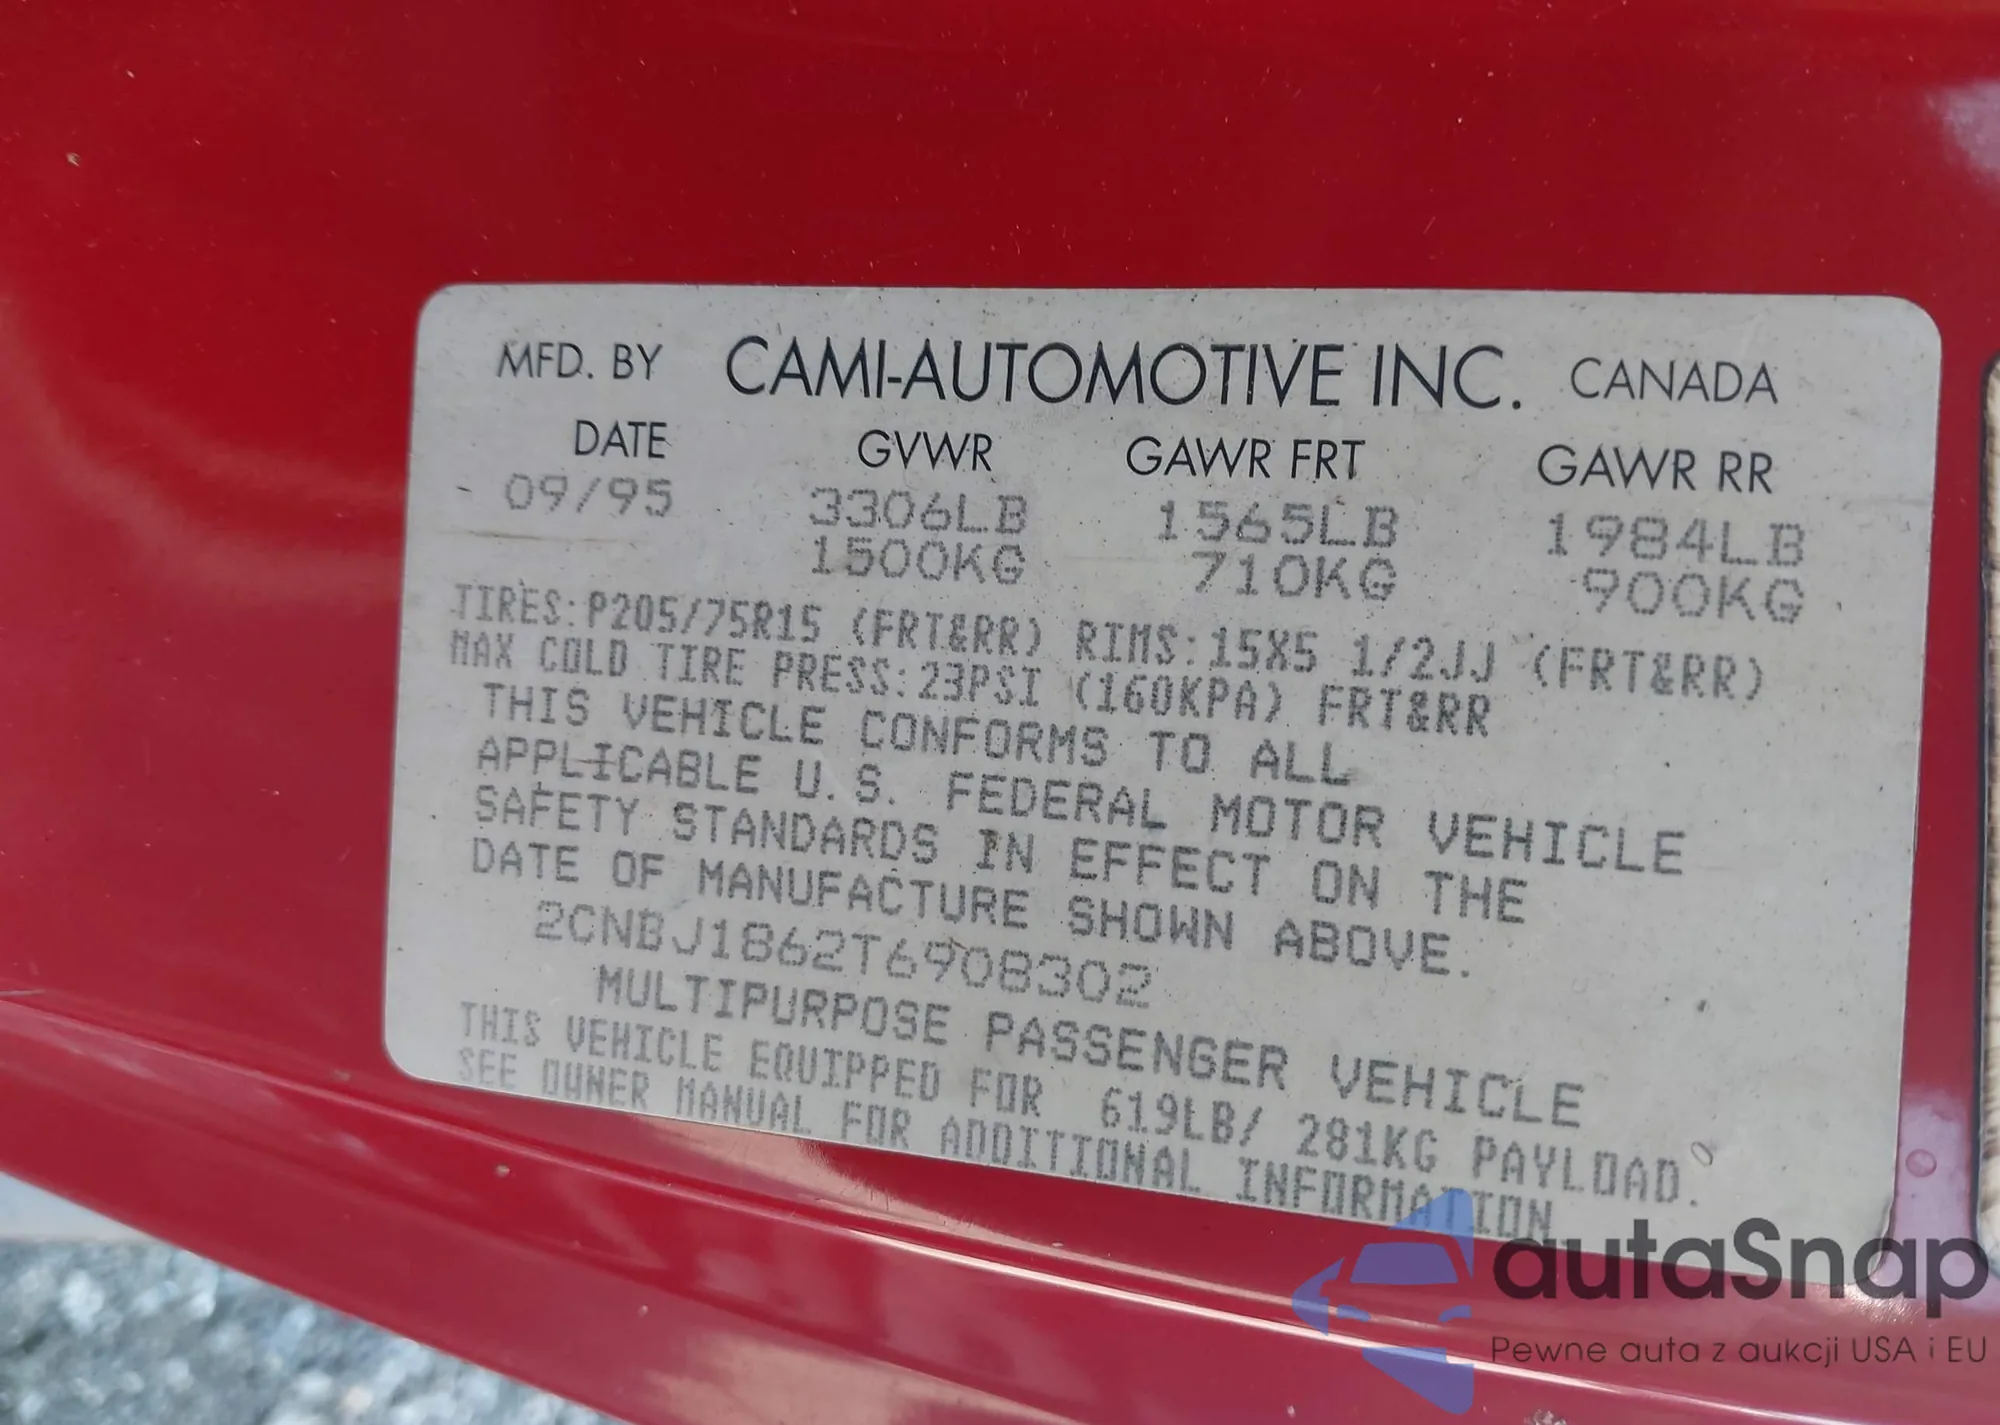 MFD. BY CAMI-AUTOMOTIVE INC. CANADA
DATE GVWR GAWR FRT GAWR RR
09/95 3306LB 1565LB 1984LB
1500KG 710KG 900KG
TIRES:P205/75R15 (FRT&RR) RIMS:15X5 1/2JJ (FRT&RR)
MAX COLD TIRE PRESS:23PSI (160KPA) FRT&RR
THIS VEHICLE CONFORMS TO ALL
APPLICABLE U.S. FEDERAL MOTOR VEHICLE
SAFETY STANDARDS IN EFFECT ON THE
DATE OF MANUFACTURE SHOWN ABOVE.
2CNBJ1862T6908302
MULTIPURPOSE PASSENGER VEHICLE
THIS VEHICLE EQUIPPED FOR 619LB/ 281KG PAYLOAD.
SEE OWNER MANUAL FOR ADDITIONAL INFORMATION
autaSnap
Pewne auta z aukcji USA i EU